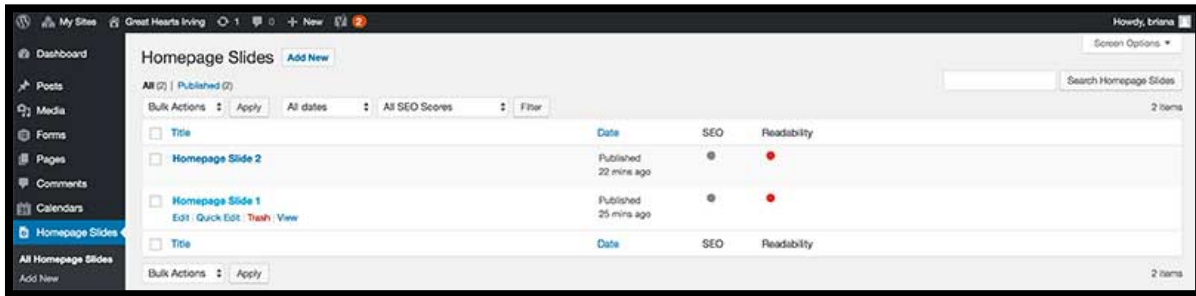 My Sites Great Hearts Irving 1 0 + New 2 Howdy, briana
Screen Options
Dashboard
Posts
Media
Forms
Pages
Comments
Calendars
Homepage Slides
All Homepage Slides
Add New
Homepage Slides Add New
All (2) | Published (2)
Search Homepage Slides
Bulk Actions Apply All dates All SEO Scores Filter 2 items
Title Date SEO Readability
Homepage Slide 2 Published
22 mins ago
Homepage Slide 1 Published
Edit | Quick Edit | Trash | View 25 mins ago
Title Date SEO Readability
Bulk Actions Apply 2 items